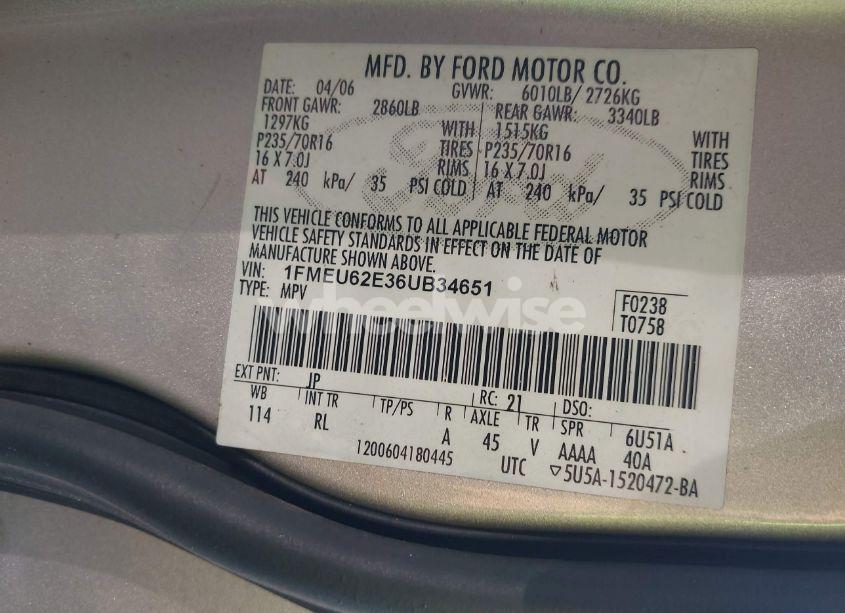 MFD. BY FORD MOTOR CO.
DATE: 04/06 GVWR: 6010LB/ 2726KG
FRONT GAWR: 2860LB REAR GAWR: 3340LB
1297KG WITH 1515KG WITH
P235/70R16 TIRES P235/70R16 TIRES
16 X 7.0J RIMS 16 X 7.0J RIMS
AT 240 kPa/ 35 PSI COLD AT 240 kPa/ 35 PSI COLD
THIS VEHICLE CONFORMS TO ALL APPLICABLE FEDERAL MOTOR
VEHICLE SAFETY STANDARDS IN EFFECT ON THE DATE OF
MANUFACTURE SHOWN ABOVE.
VIN: 1FMEU62E36UB34651
TYPE: MPV
F0238
T0758
wheelwise
EXT PNT: JP RC: 21 DSO:
WB INT TR TP/PS R AXLE TR SPR 6U51A
114 RL A 45 V AAAA 40A
1200604180445 UTC ▽5U5A-1520472-BA
Ford